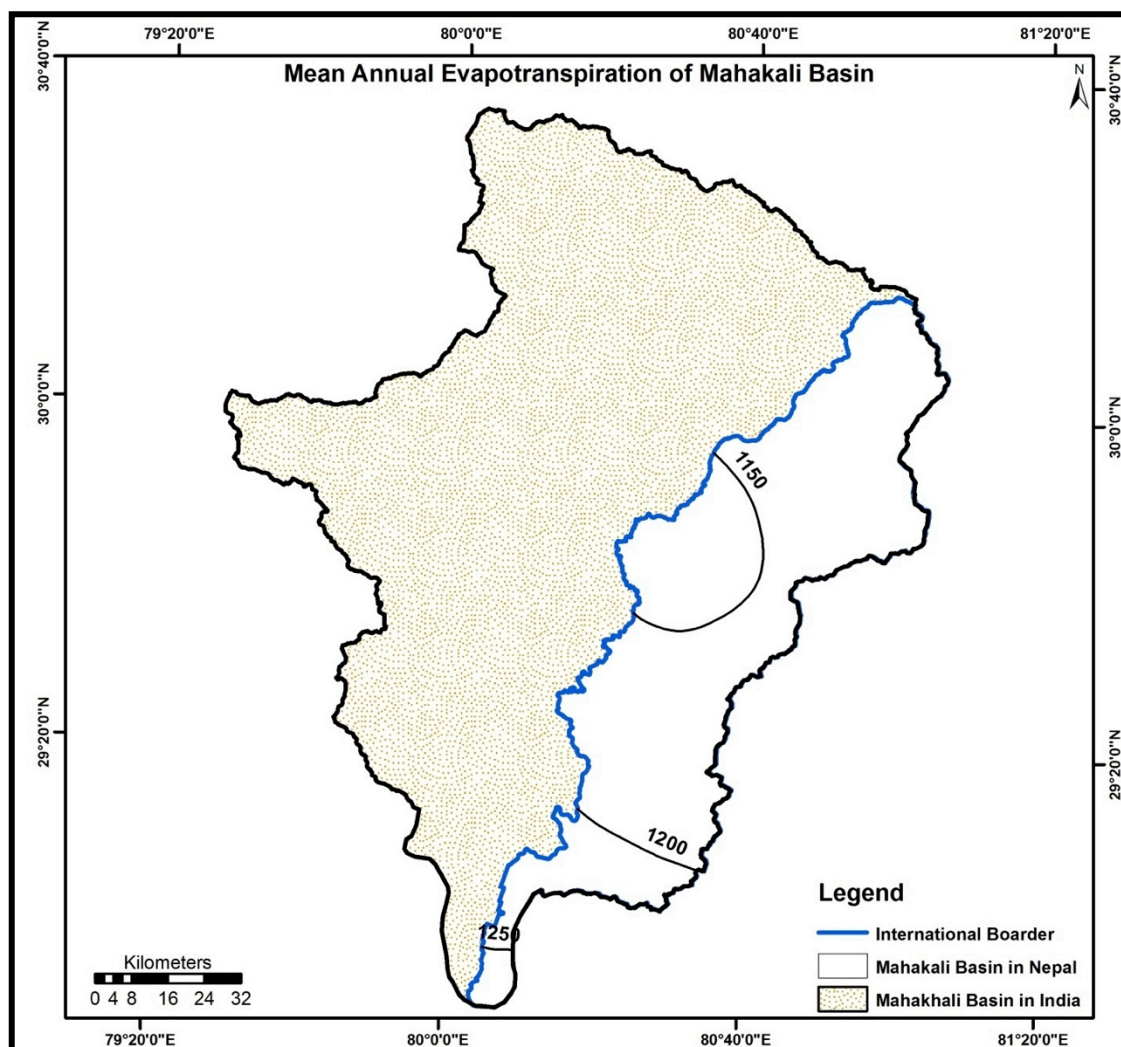 79°20'0"E 80°0'0"E 80°40'0"E 81°20'0"E
30°40'0"N
Mean Annual Evapotranspiration of Mahakali Basin
N
30°40'0"N
30°0'0"N
30°0'0"N
1150
29°20'0"N
29°20'0"N
1200
1250
Legend
International Boarder
Mahakali Basin in Nepal
Mahakhali Basin in India
Kilometers
0 4 8 16 24 32
79°20'0"E 80°0'0"E 80°40'0"E 81°20'0"E